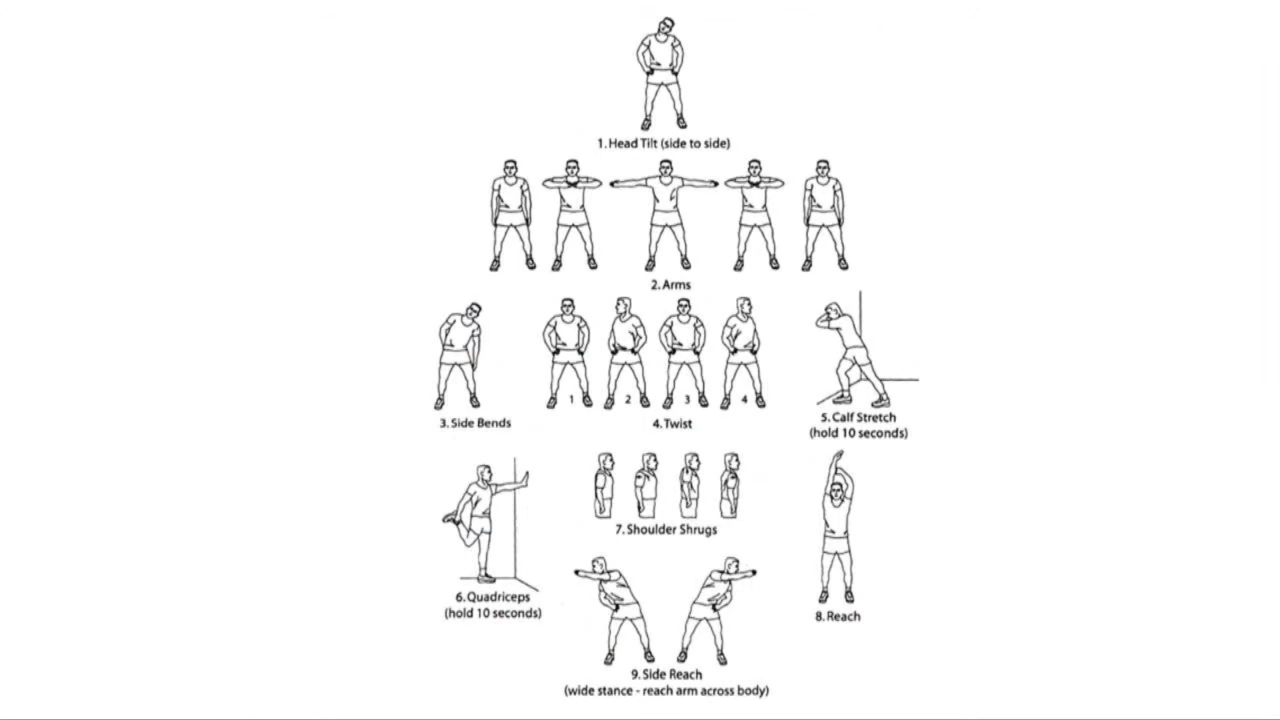 1. Head Tilt (side to side)
2. Arms
1 2 3 4
3. Side Bends
4. Twist
5. Calf Stretch
(hold 10 seconds)
7. Shoulder Shrugs
6. Quadriceps
(hold 10 seconds)
8. Reach
9. Side Reach
(wide stance - reach arm across body)